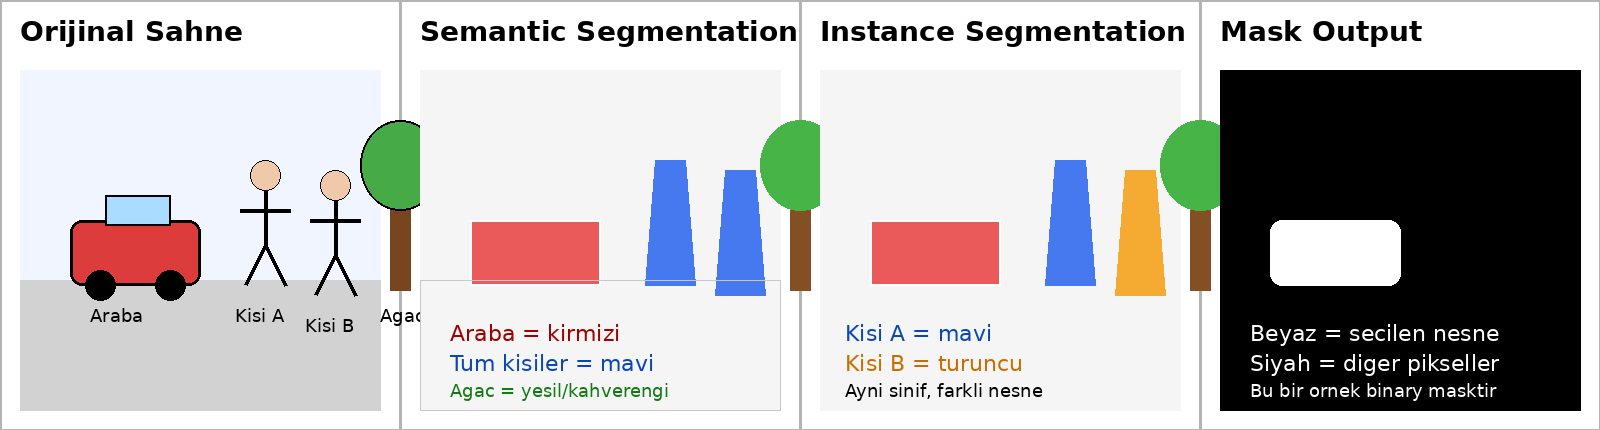 Orijinal Sahne
Araba
Kisi A
Kisi B
Agac
Semantic Segmentation
Araba = kirmizi
Tum kisiler = mavi
Agac = yesil/kahverengi
Instance Segmentation
Kisi A = mavi
Kisi B = turuncu
Ayni sinif, farkli nesne
Mask Output
Beyaz = secilen nesne
Siyah = diger pikseller
Bu bir ornek binary masktir